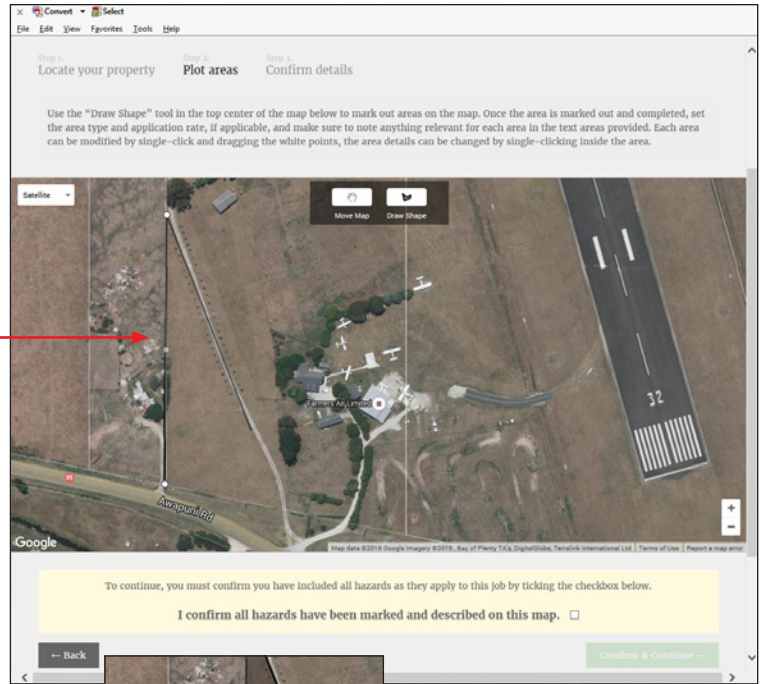 x Convert Select
File Edit View Favorites Tools Help
Step 1. Step 2. Step 3.
Locate your property Plot areas Confirm details
Use the “Draw Shape” tool in the top center of the map below to mark out areas on the map. Once the area is marked out and completed, set
the area type and application rate, if applicable, and make sure to note anything relevant for each area in the text areas provided. Each area
can be modified by single-click and dragging the white points, the area details can be changed by single-clicking inside the area.
Satellite
Move Map Draw Shape
Farmers Air Limited
32
35
Awapuni Rd
+
−
Google
Map data ©2018 Google Imagery ©2018 , Bay of Plenty TA's, DigitalGlobe, Terralink International Ltd Terms of Use Report a map error
To continue, you must confirm you have included all hazards as they apply to this job by ticking the checkbox below.
I confirm all hazards have been marked and described on this map.
← Back Confirm & Continue →